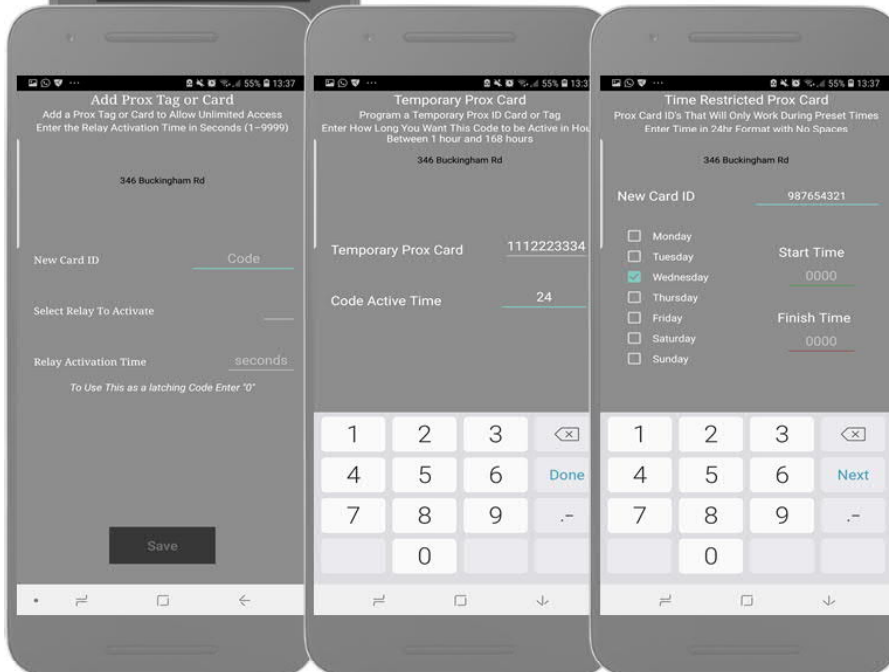 55% 13:37
Add Prox Tag or Card
Add a Prox Tag or Card to Allow Unlimited Access
Enter the Relay Activation Time in Seconds (1-9999)
346 Buckingham Rd
New Card ID Code
Select Relay To Activate
Relay Activation Time seconds
To Use This as a latching Code Enter "0"
Save
55% 13:3
Temporary Prox Card
Program a Temporary Prox ID Card or Tag
Enter How Long You Want This Code to be Active in Hou
Between 1 hour and 168 hours
346 Buckingham Rd
Temporary Prox Card 1112223334
Code Active Time 24
1 2 3
4 5 6 Done
7 8 9 .-
0
55% 13:37
Time Restricted Prox Card
Prox Card ID's That Will Only Work During Preset Times
Enter Time in 24hr Format with No Spaces
346 Buckingham Rd
New Card ID 987654321
Monday
Tuesday
Wednesday
Thursday
Friday
Saturday
Sunday
Start Time
0000
Finish Time
0000
1 2 3
4 5 6 Next
7 8 9 .-
0